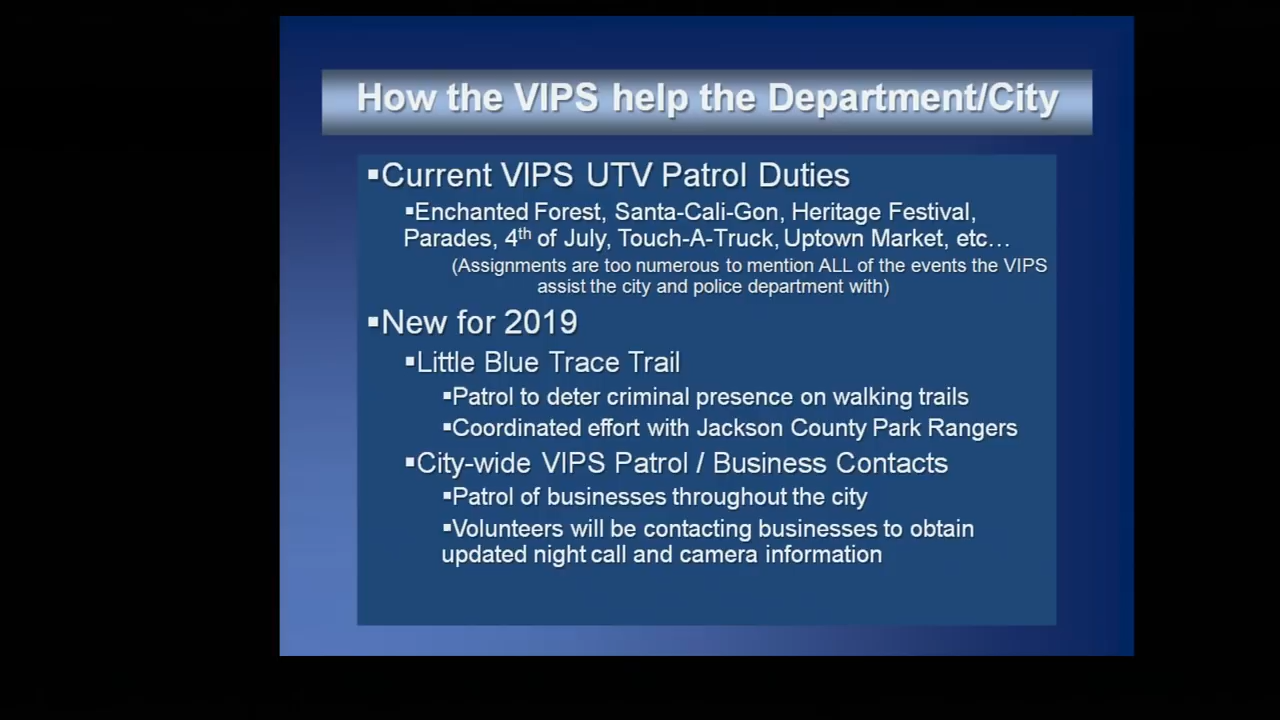 How the VIPS help the Department/City
▪Current VIPS UTV Patrol Duties
▪Enchanted Forest, Santa-Cali-Gon, Heritage Festival,
Parades, 4th of July, Touch-A-Truck, Uptown Market, etc…
(Assignments are too numerous to mention ALL of the events the VIPS
assist the city and police department with)
▪New for 2019
▪Little Blue Trace Trail
▪Patrol to deter criminal presence on walking trails
▪Coordinated effort with Jackson County Park Rangers
▪City-wide VIPS Patrol / Business Contacts
▪Patrol of businesses throughout the city
▪Volunteers will be contacting businesses to obtain
updated night call and camera information